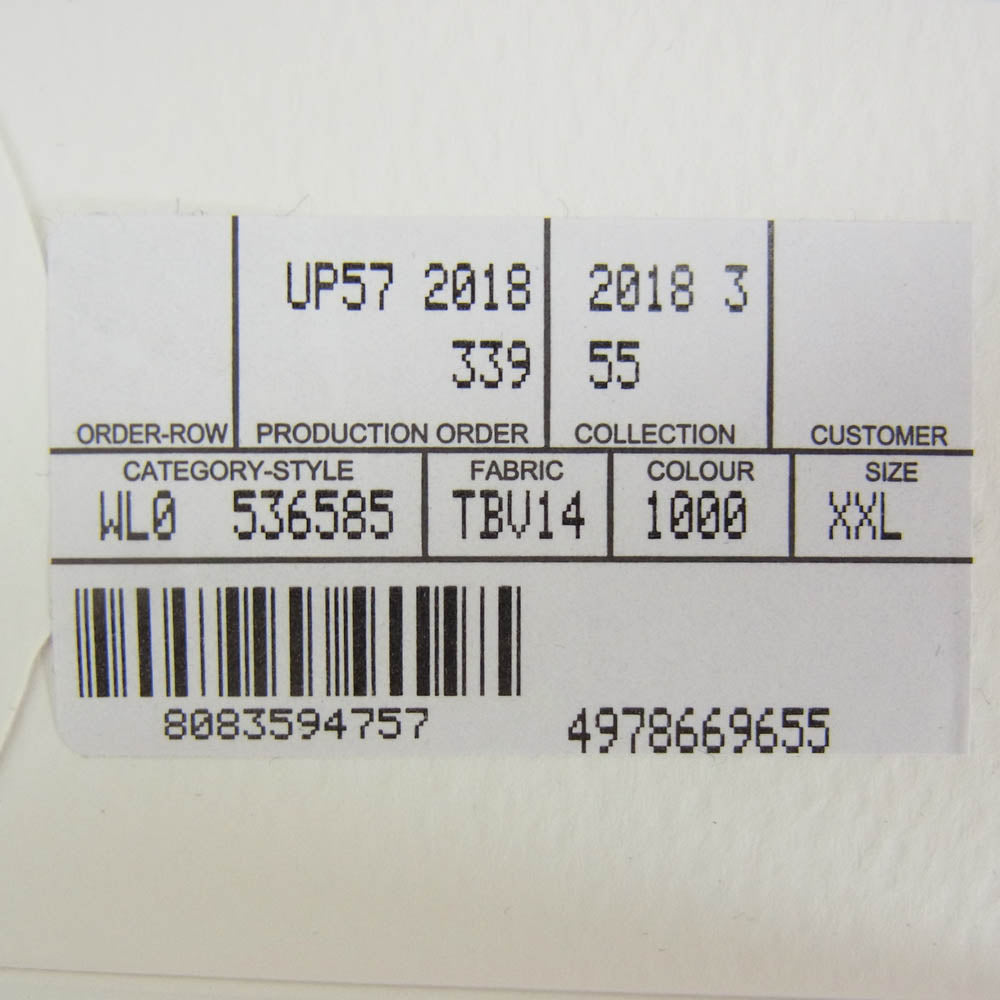 UP57 2018 2018 3
339 55
ORDER-ROW PRODUCTION ORDER COLLECTION CUSTOMER
CATEGORY-STYLE FABRIC COLOUR SIZE
WL0 536585 TBV14 1000 XXL
8083594757 4978669655